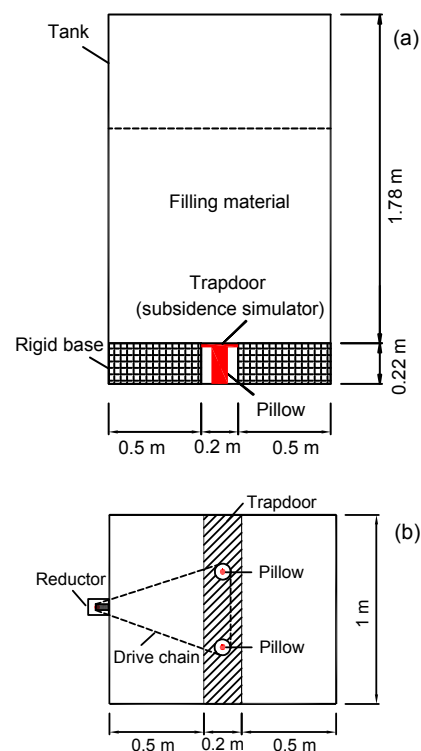 Tank
(a)
Filling material
1.78 m
Trapdoor
(subsidence simulator)
Rigid base
0.22 m
Pillow
0.5 m
0.2 m
0.5 m
Trapdoor
(b)
Reductor
Pillow
1 m
Pillow
Drive chain
0.5 m
0.2 m
0.5 m